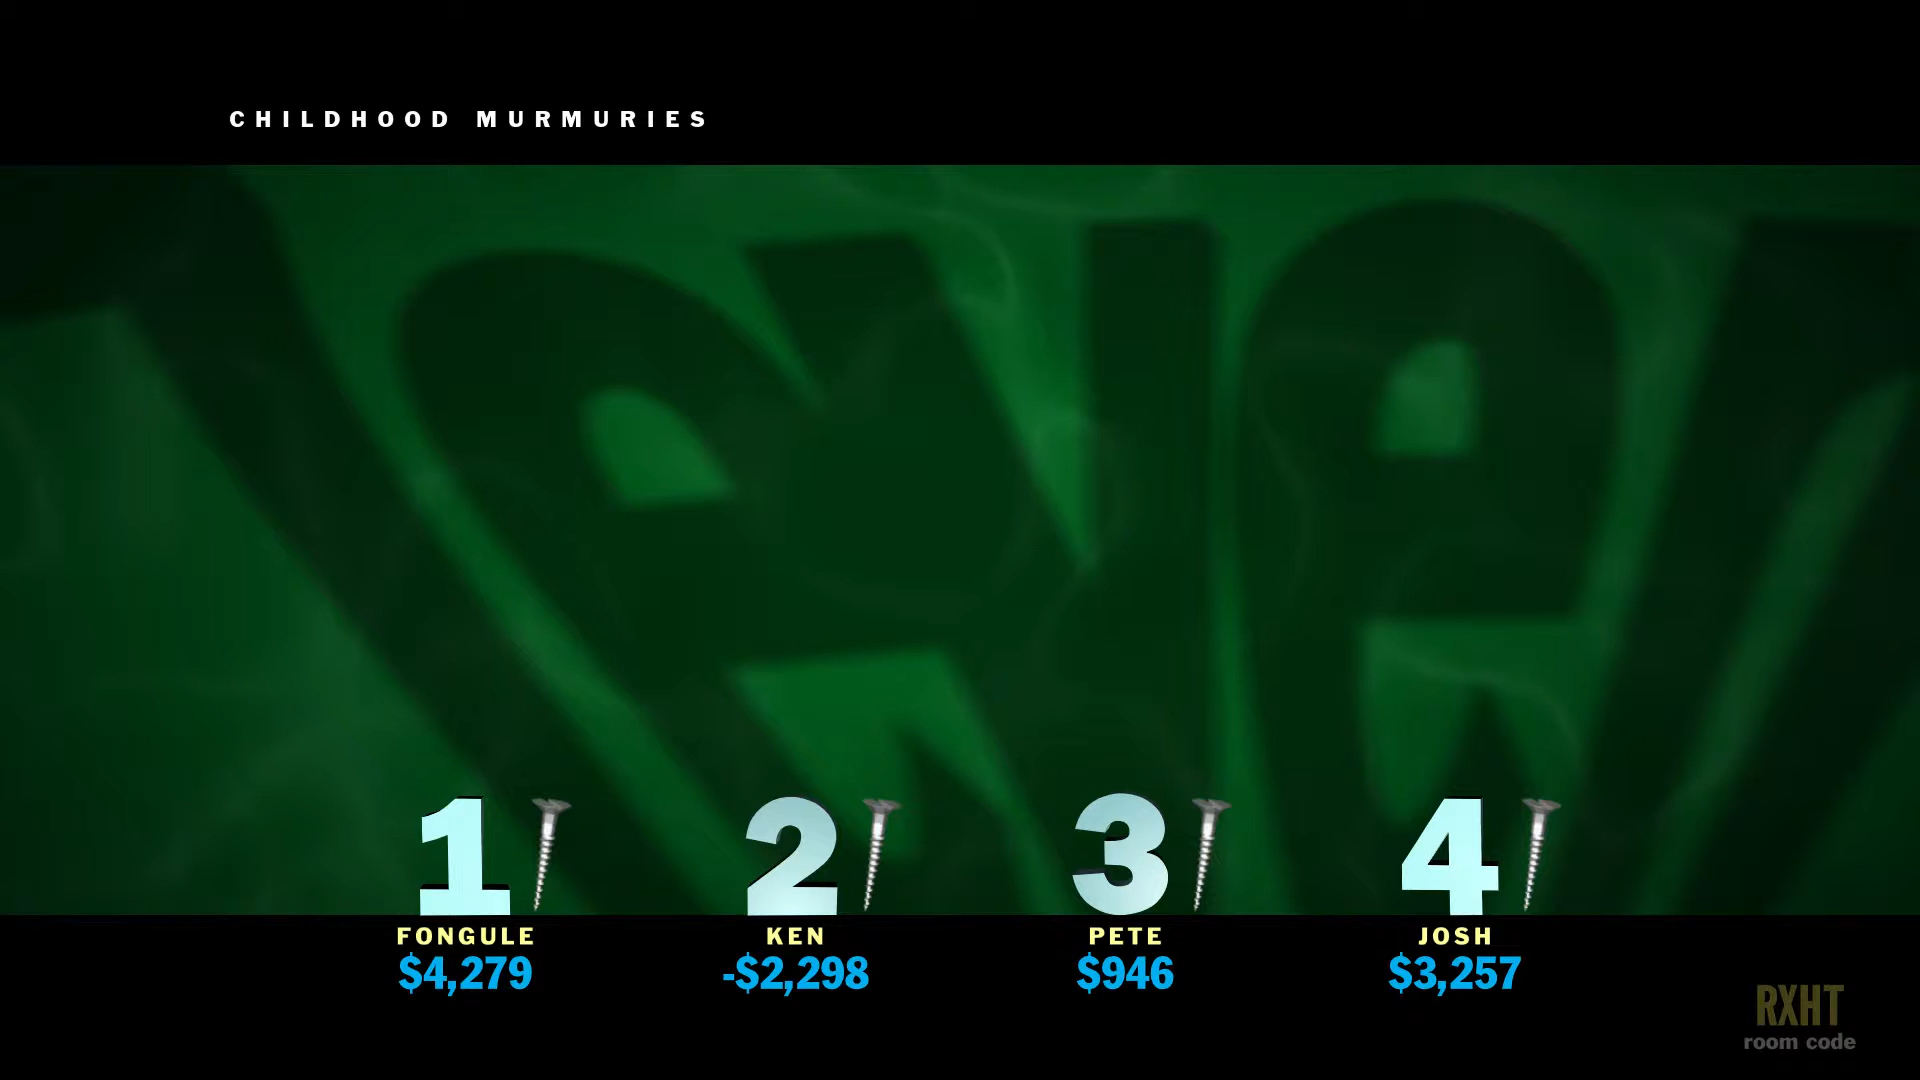 CHILDHOOD MURMURIES
1 2 3 4
FONGULE KEN PETE JOSH
$4,279 -$2,298 $946 $3,257
RXHT
room code